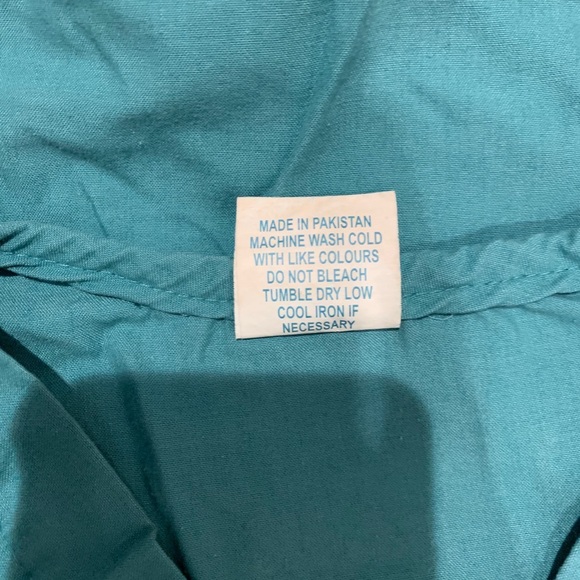 MADE IN PAKISTAN
MACHINE WASH COLD
WITH LIKE COLOURS
DO NOT BLEACH
TUMBLE DRY LOW
COOL IRON IF
NECESSARY